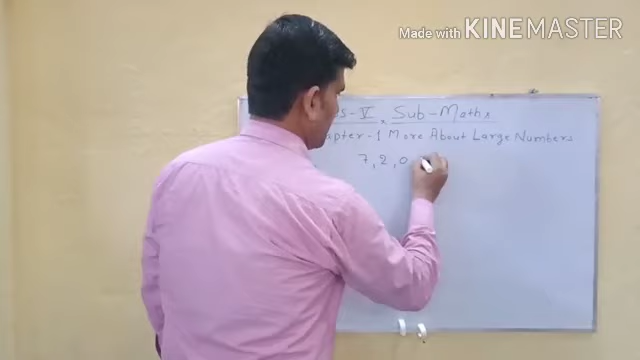 Made with KINEMASTER
s-V Sub-Maths
apter-1 More About Large Numbers
7, 2, 0